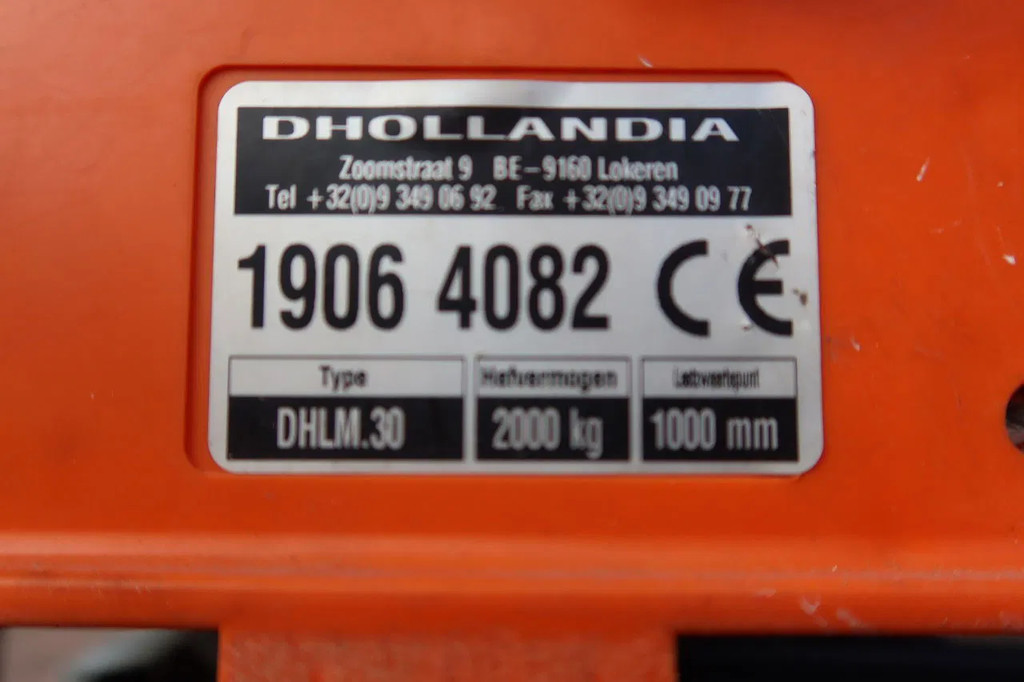 DHOLLANDIA
Zoomstraat 9 BE-9160 Lokeren
Tel +32(0)9 349 06 92 Fax +32(0)9 349 09 77
1906 4082 CE
Type Hefvermogen
DHLM.30 2000 kg 1000 mm